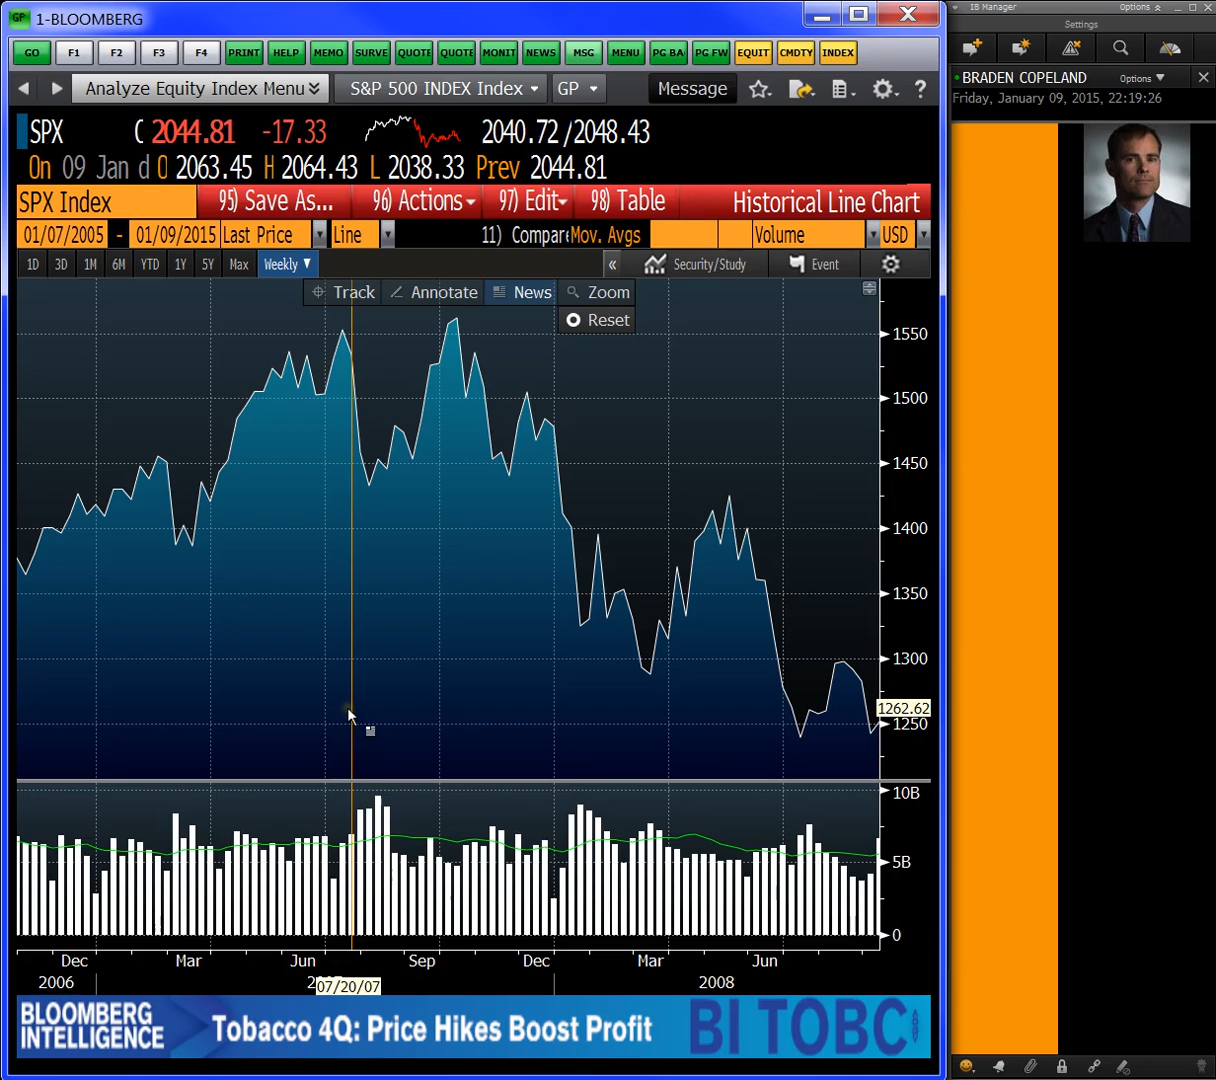 GP 1-BLOOMBERG
GO F1 F2 F3 F4 PRINT HELP MEMO SURVE QUOTE QUOTE MONIT NEWS MSG MENU PG BA PG FW EQUIT CMDTY INDEX
Analyze Equity Index Menu S&P 500 INDEX Index GP Message ?
SPX C 2044.81 -17.33 2040.72 /2048.43
On 09 Jan d O 2063.45 H 2064.43 L 2038.33 Prev 2044.81
SPX Index 95) Save As... 96) Actions 97) Edit 98) Table Historical Line Chart
01/07/2005 - 01/09/2015 Last Price Line 11) Compar Mov. Avgs Volume USD
1D 3D 1M 6M YTD 1Y 5Y Max Weekly « Security/Study Event
Track Annotate News Zoom
Reset
1550
1500
1450
1400
1350
1300
1262.62
1250
10B
5B
0
Dec Mar Jun Sep Dec Mar Jun
2006 2 07/20/07 2008
BLOOMBERG
INTELLIGENCE
Tobacco 4Q: Price Hikes Boost Profit
BI TOBC
IB Manager Options
Settings
BRADEN COPELAND Options
Friday, January 09, 2015, 22:19:26